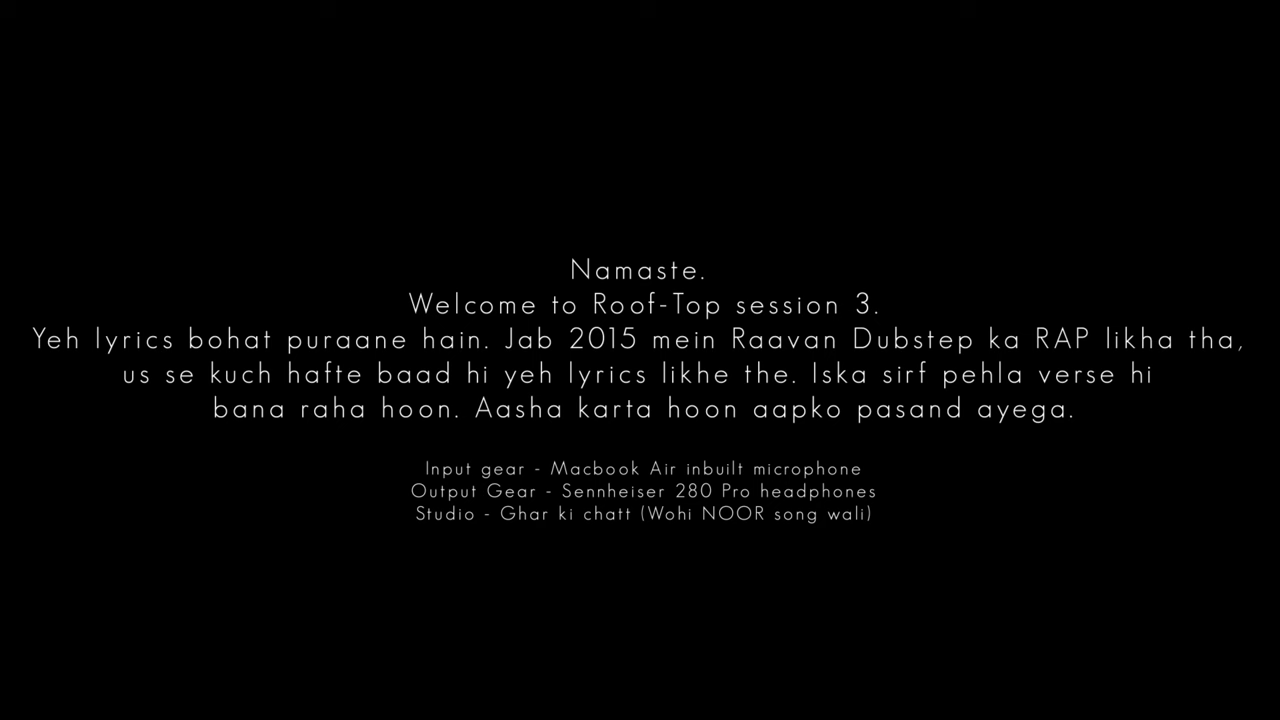 Namaste.
Welcome to Roof-Top session 3.
Yeh lyrics bohat puraane hain. Jab 2015 mein Raavan Dubstep ka RAP likha tha,
us se kuch hafte baad hi yeh lyrics likhe the. Iska sirf pehla verse hi
bana raha hoon. Aasha karta hoon aapko pasand ayega.
Input gear - Macbook Air inbuilt microphone
Output Gear - Sennheiser 280 Pro headphones
Studio - Ghar ki chatt (Wohi NOOR song wali)